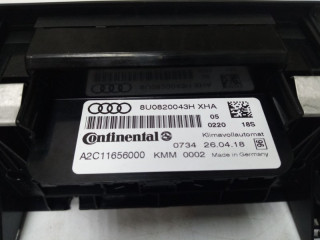 8U0820043H XHA
05
0220 18S
Continental
Klimavollautomat
0734 26.04.18
A2C11656000 KMM 0002 Made in Germany